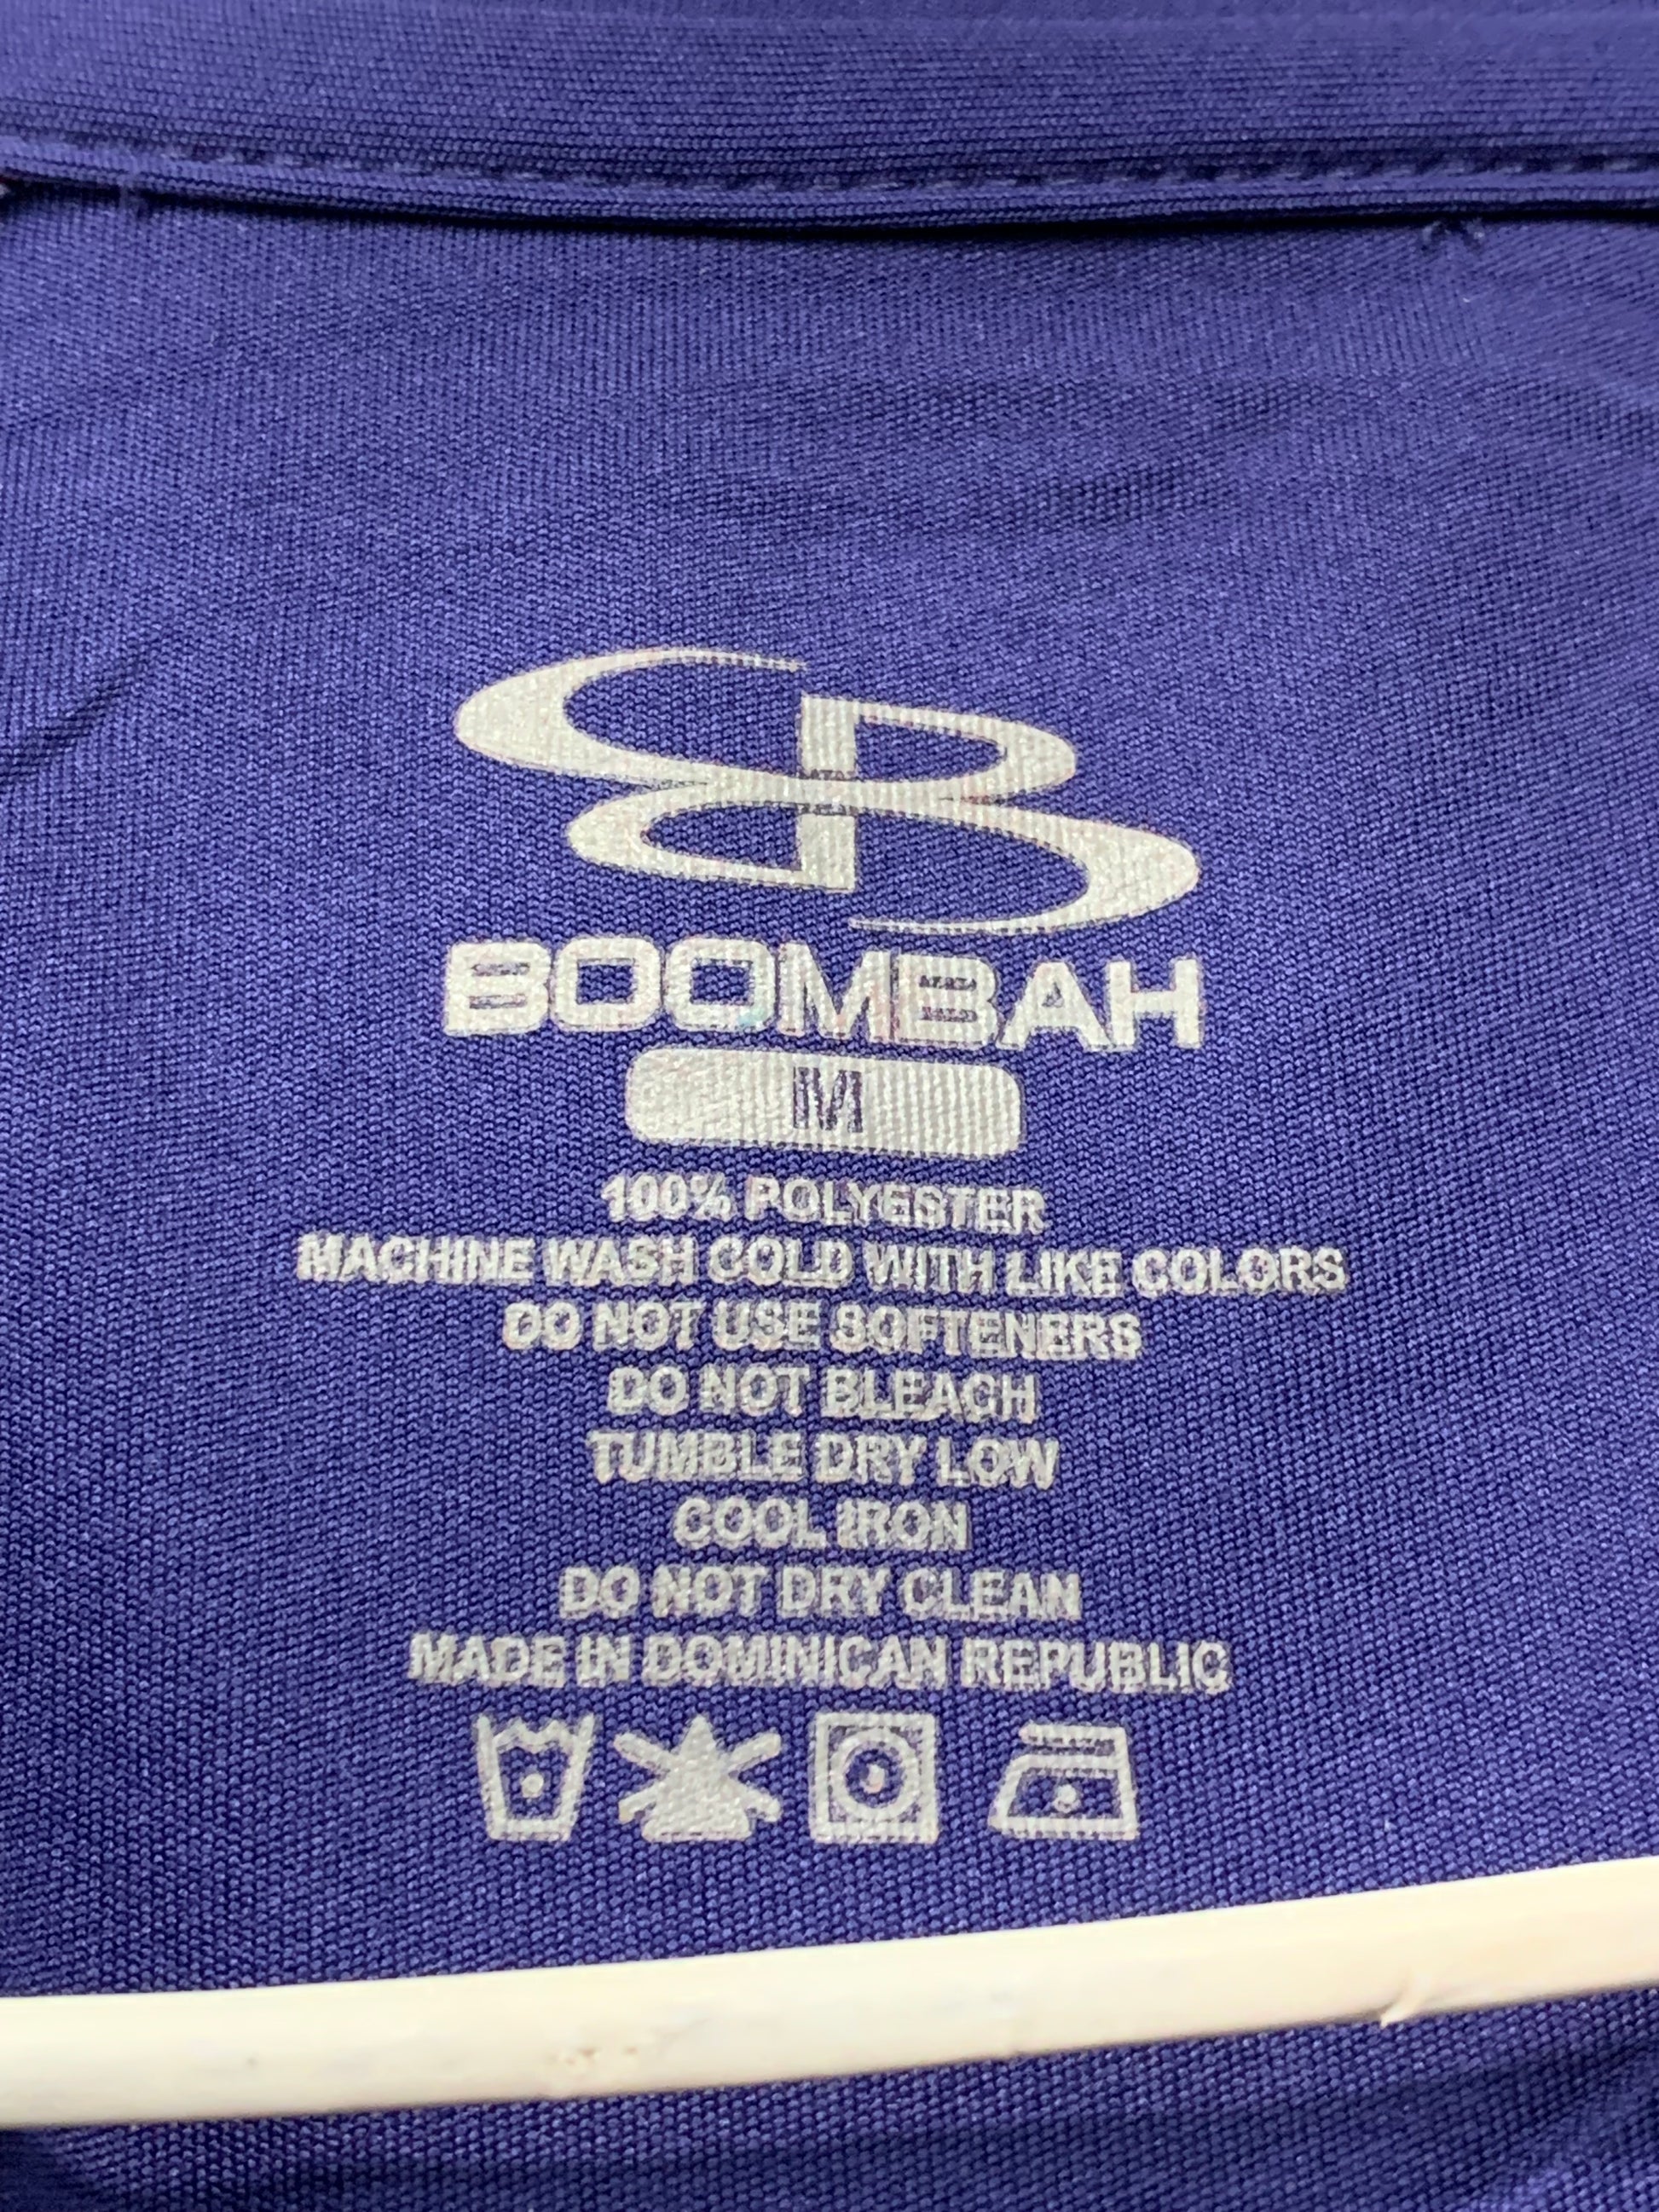 BOOMBAH
M
100% POLYESTER
MACHINE WASH COLD WITH LIKE COLORS
DO NOT USE SOFTENERS
DO NOT BLEACH
TUMBLE DRY LOW
COOL IRON
DO NOT DRY CLEAN
MADE IN DOMINICAN REPUBLIC